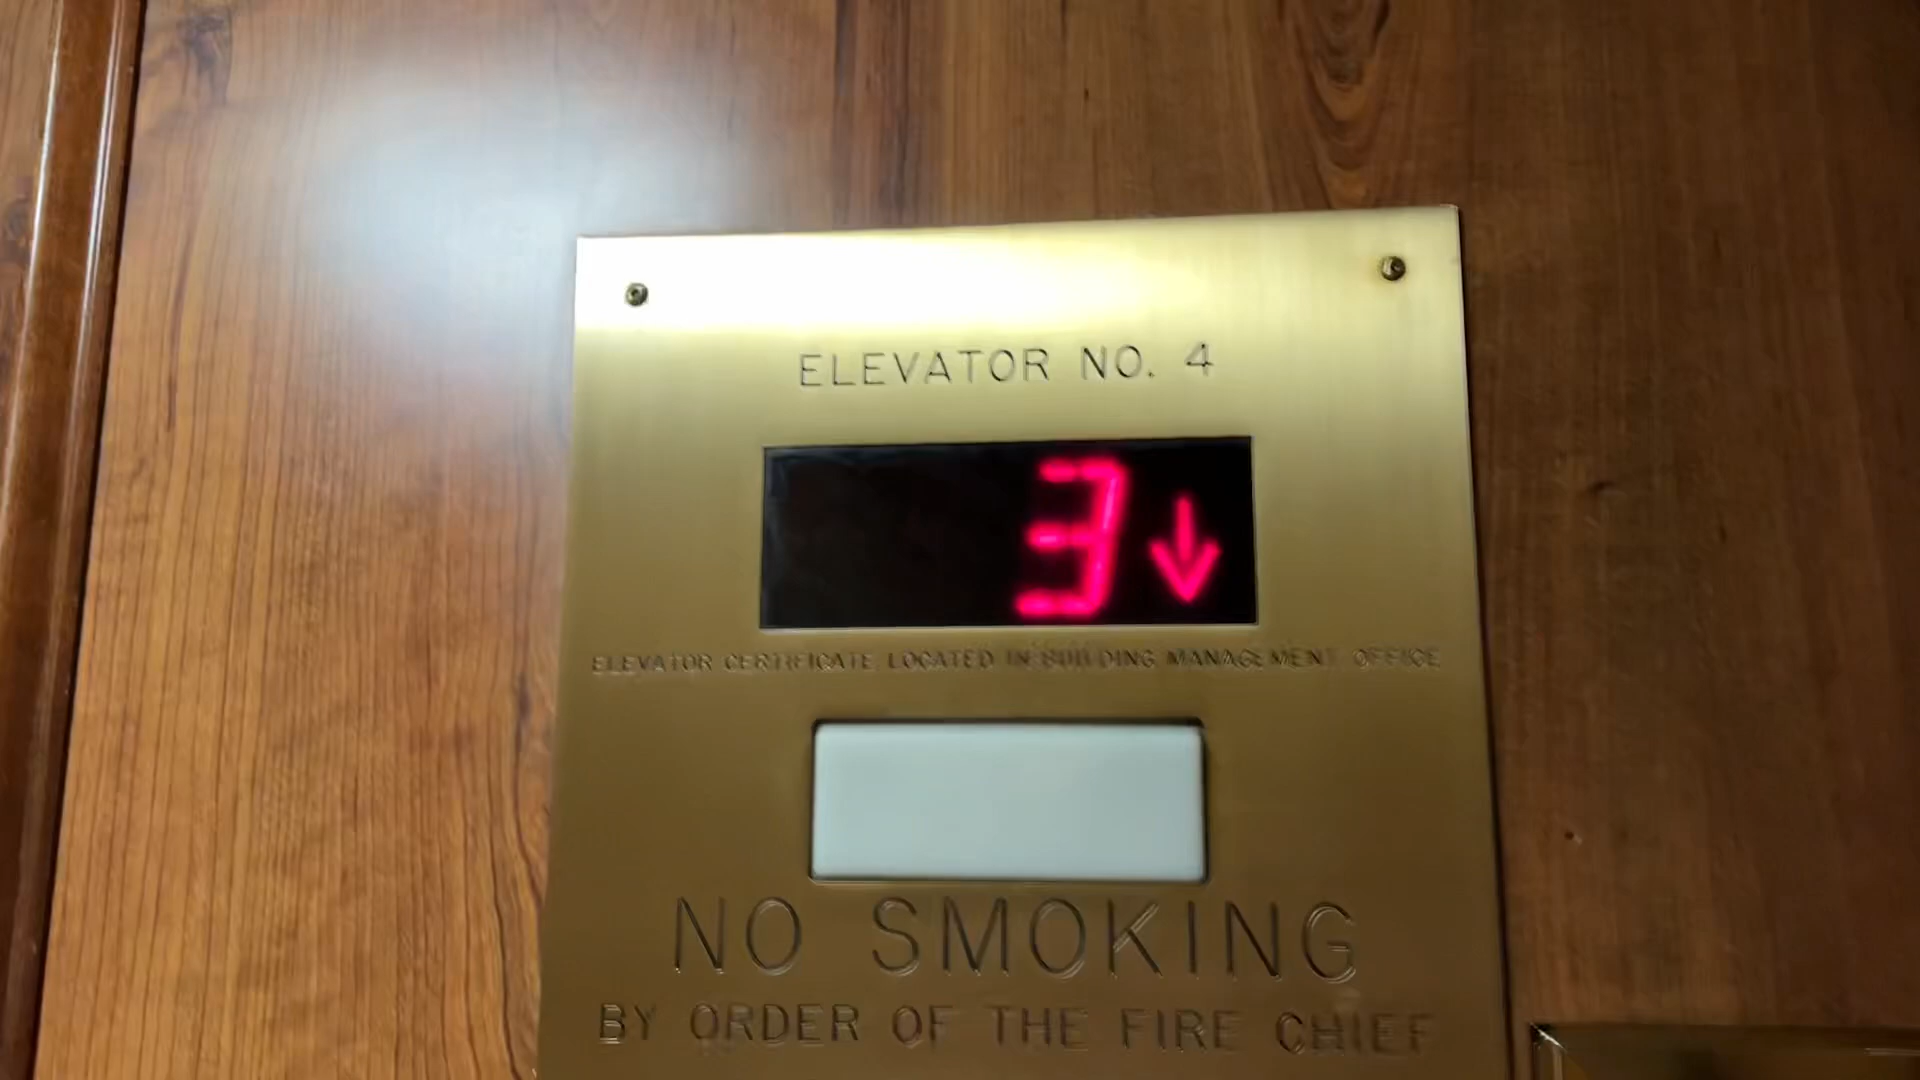 ELEVATOR NO. 4
3↓
ELEVATOR CERTIFICATE LOCATED IN BUILDING MANAGEMENT OFFICE
NO SMOKING
BY ORDER OF THE FIRE CHIEF